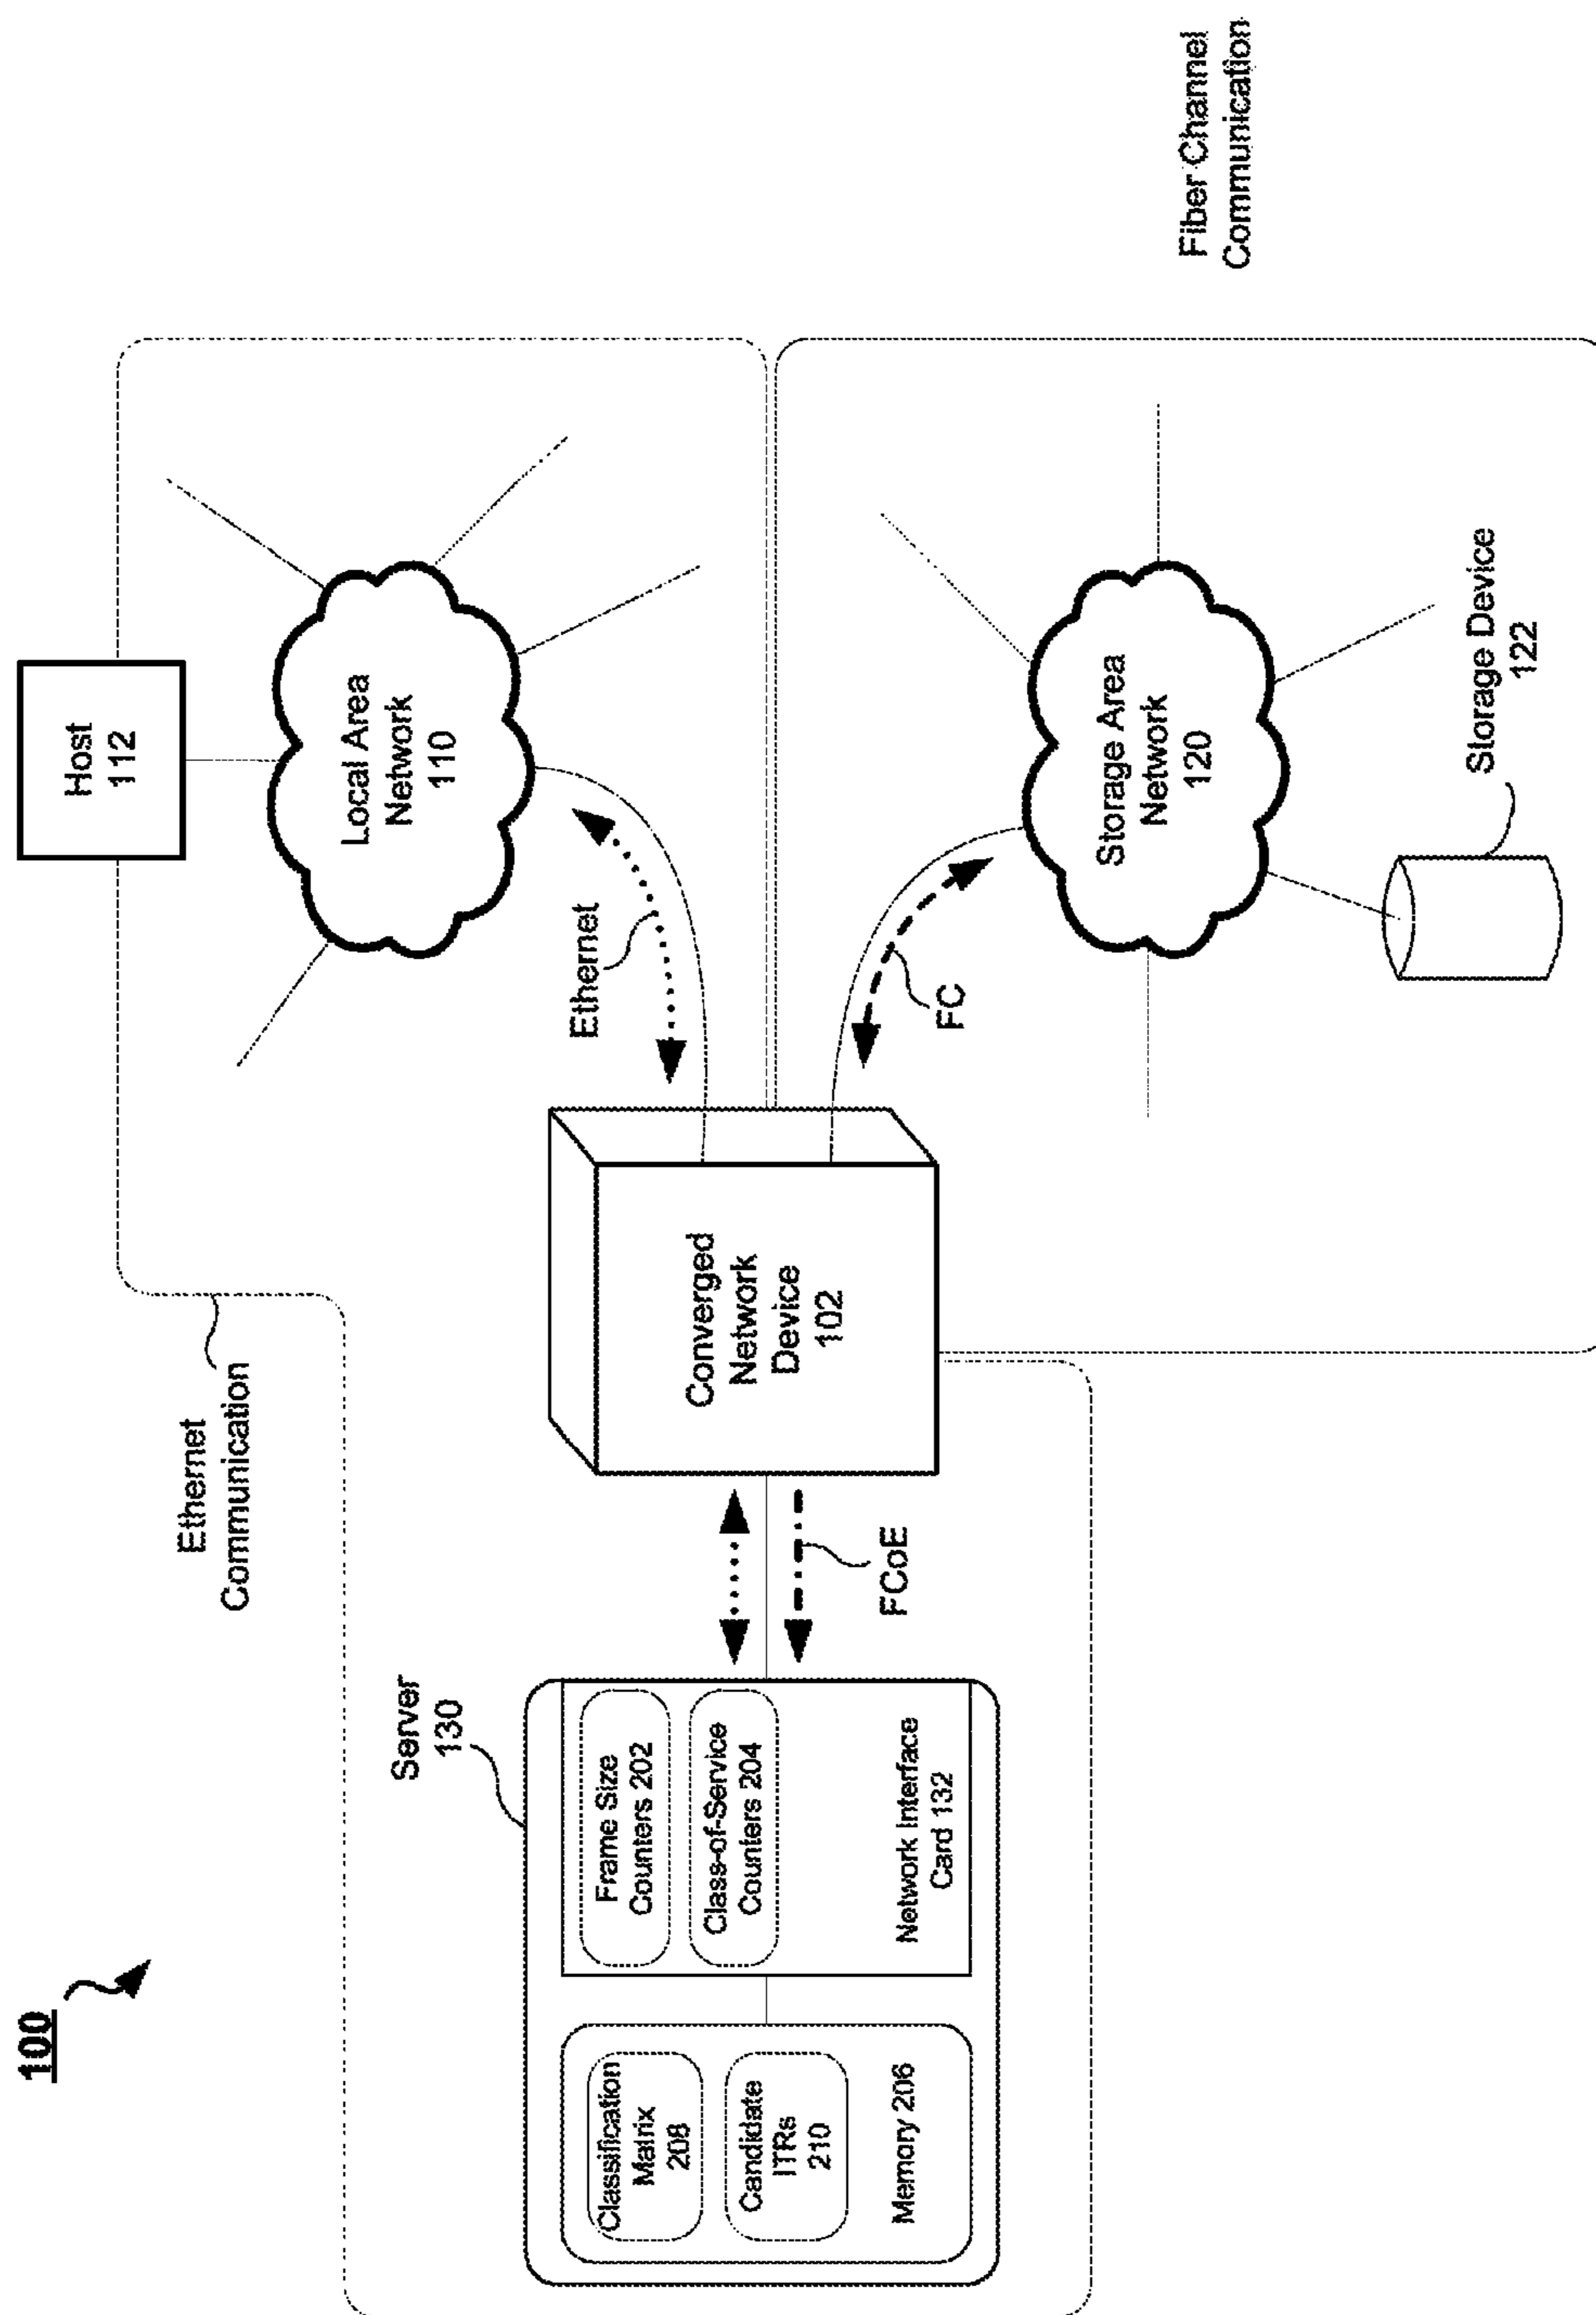 100
Ethernet
Communication
Host
112
Local Area
Network
110
Ethernet
Server
130
Classification
Matrix
208
Candidate
ITRs
210
Memory 206
Frame Size
Counters 202
Class-of-Service
Counters 204
Network Interface
Card 132
FCoE
Converged
Network
Device
102
FC
Storage Area
Network
120
Storage Device
122
Fiber Channel
Communication